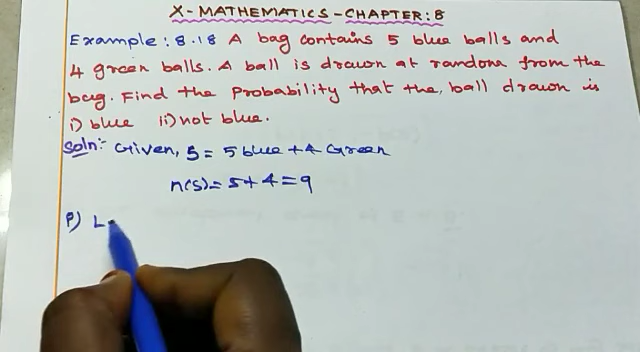 X-MATHEMATICS-CHAPTER:8
Example: 8.18 A bag contains 5 blue balls and
4 green balls. A ball is drawn at random from the
bag. Find the probability that the ball drawn is
i) blue ii) not blue.
Soln:- Given, S = 5 blue + 4 Green
n(S) = 5 + 4 = 9
i) L